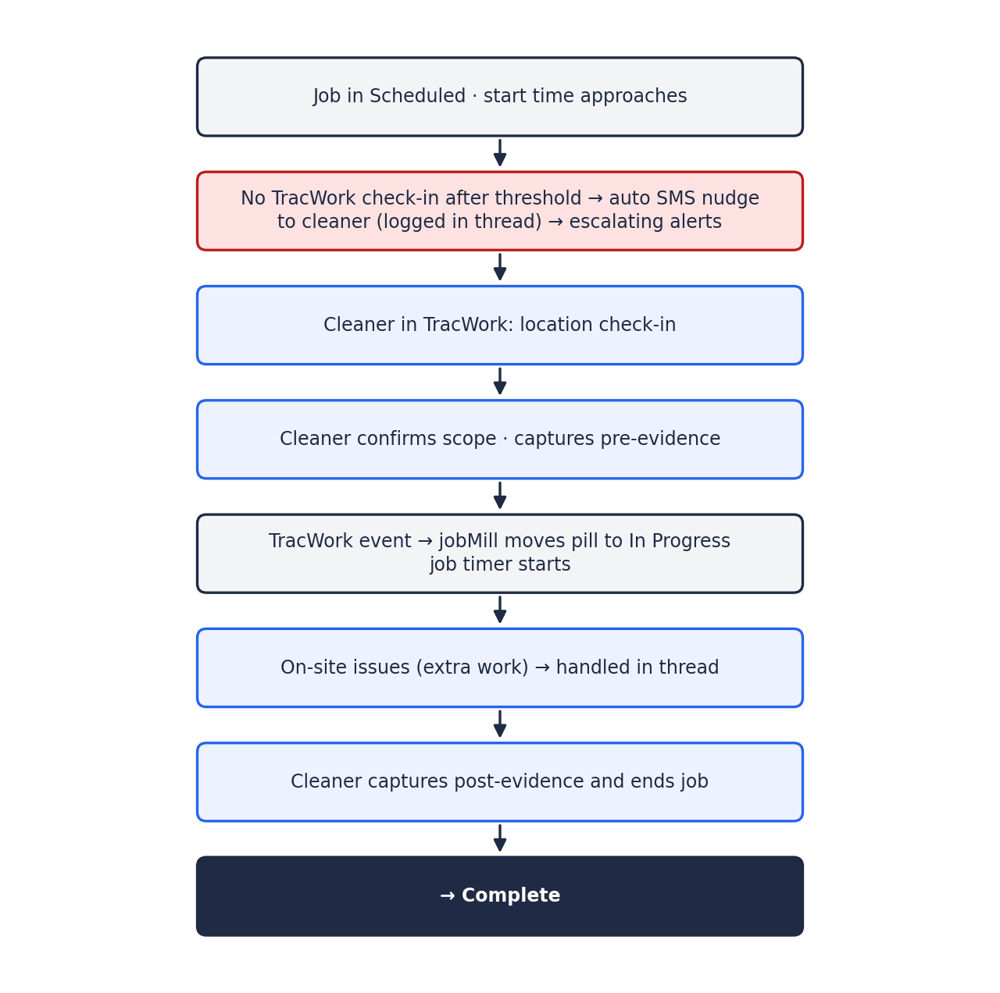 Job in Scheduled · start time approaches
No TracWork check-in after threshold → auto SMS nudge
to cleaner (logged in thread) → escalating alerts
Cleaner in TracWork: location check-in
Cleaner confirms scope · captures pre-evidence
TracWork event → jobMill moves pill to In Progress
job timer starts
On-site issues (extra work) → handled in thread
Cleaner captures post-evidence and ends job
→ Complete